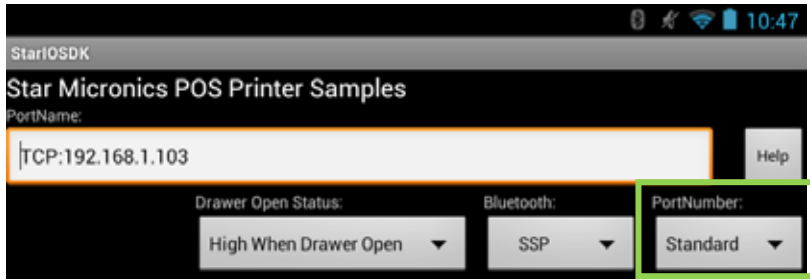 10:47
StarIOSDK
Star Micronics POS Printer Samples
PortName:
TCP:192.168.1.103
Help
Drawer Open Status: Bluetooth: PortNumber:
High When Drawer Open SSP Standard